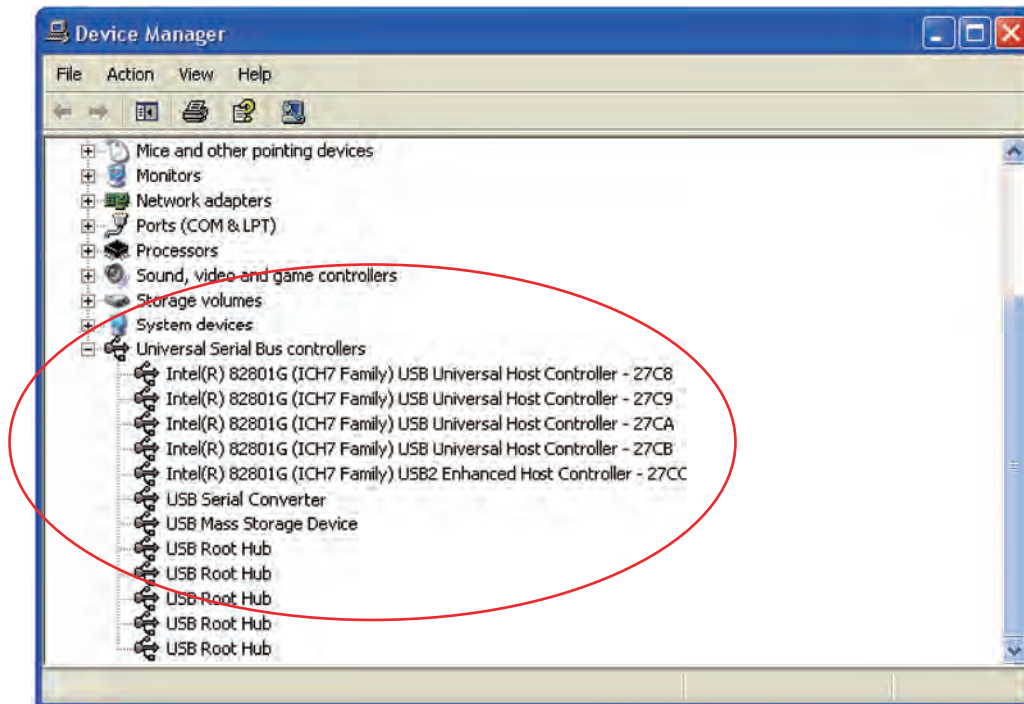 Device Manager
File Action View Help
Mice and other pointing devices
Monitors
Network adapters
Ports (COM & LPT)
Processors
Sound, video and game controllers
Storage volumes
System devices
Universal Serial Bus controllers
Intel(R) 82801G (ICH7 Family) USB Universal Host Controller - 27C8
Intel(R) 82801G (ICH7 Family) USB Universal Host Controller - 27C9
Intel(R) 82801G (ICH7 Family) USB Universal Host Controller - 27CA
Intel(R) 82801G (ICH7 Family) USB Universal Host Controller - 27CB
Intel(R) 82801G (ICH7 Family) USB2 Enhanced Host Controller - 27CC
USB Serial Converter
USB Mass Storage Device
USB Root Hub
USB Root Hub
USB Root Hub
USB Root Hub
USB Root Hub